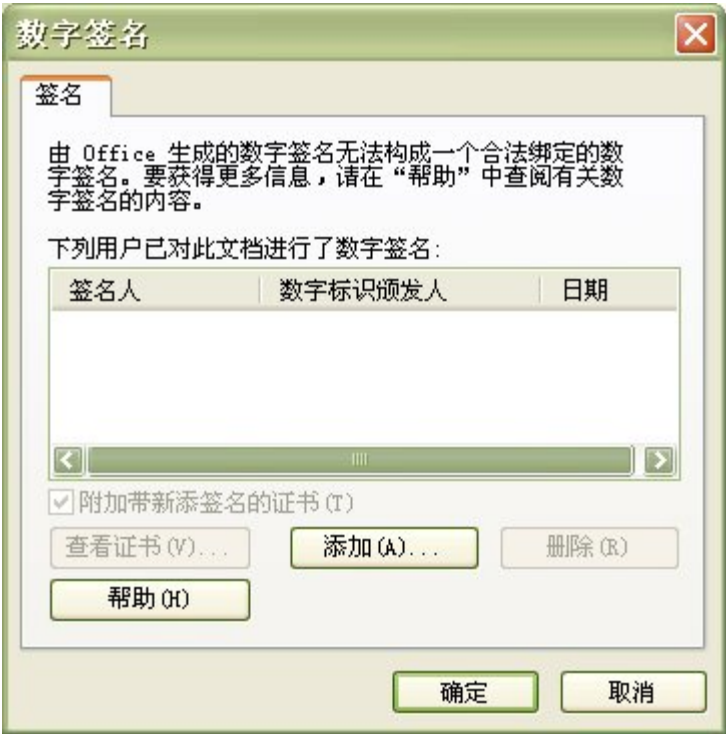 数字签名
签名
由 Office 生成的数字签名无法构成一个合法绑定的数
字签名。要获得更多信息，请在“帮助”中查阅有关数
字签名的内容。
下列用户已对此文档进行了数字签名:
签名人 数字标识颁发人 日期
附加带新添签名的证书(T)
查看证书(V)... 添加(A)... 删除(R)
帮助(H)
确定 取消